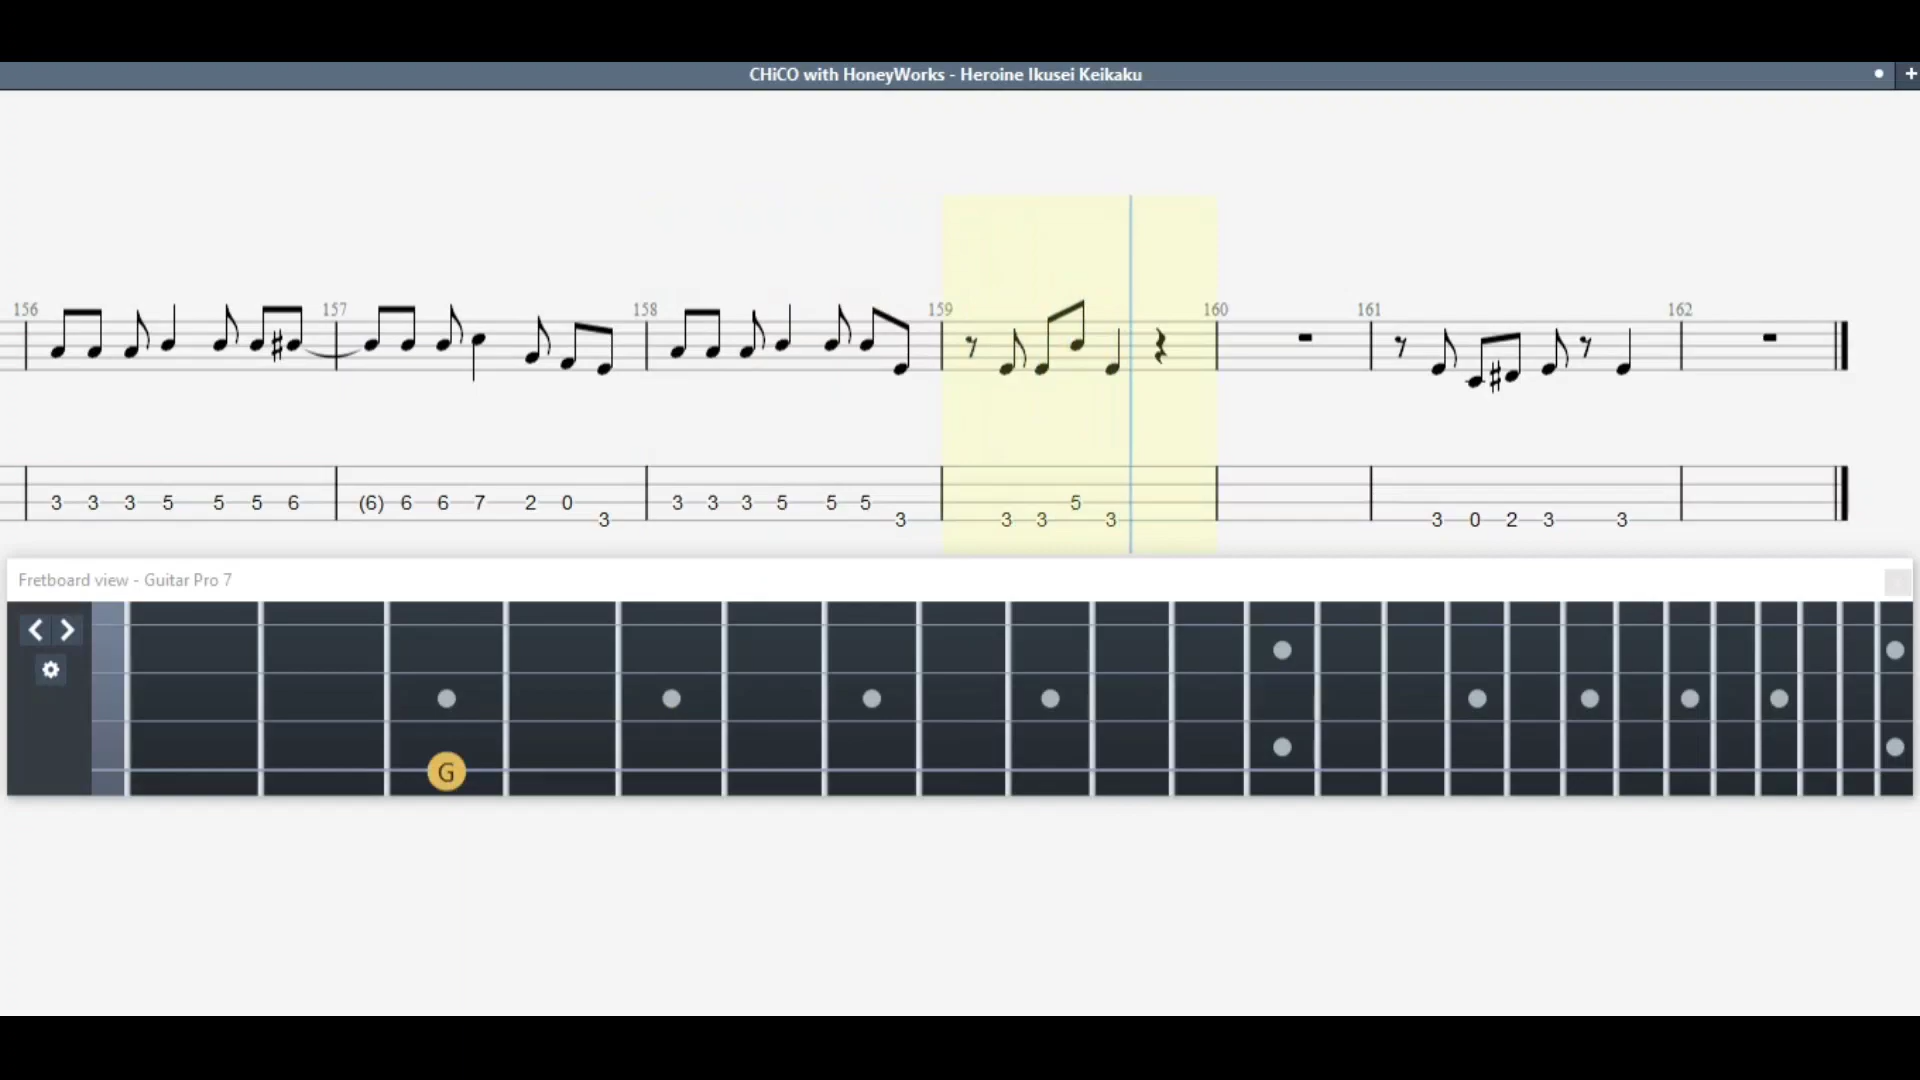 CHiCO with HoneyWorks - Heroine Ikusei Keikaku
156 157 158 159 160 161 162
3 3 3 5 5 5 6 (6) 6 6 7 2 0 3 3 3 3 5 5 5 3 3 3 5 3 3 0 2 3 3
Fretboard view - Guitar Pro 7
G